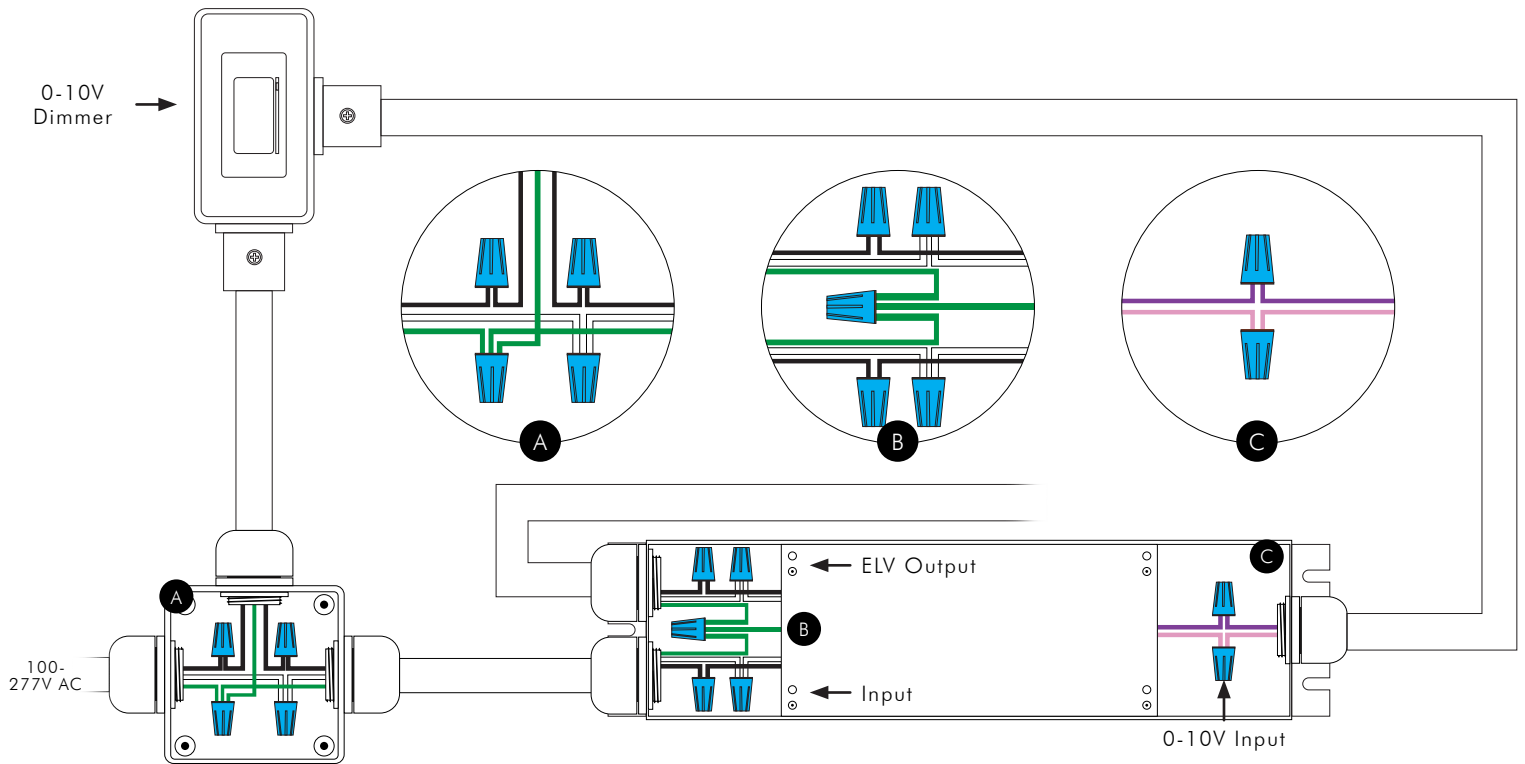 0-10V
Dimmer
A
B
C
ELV Output
C
A
B
100-
277V AC
Input
0-10V Input